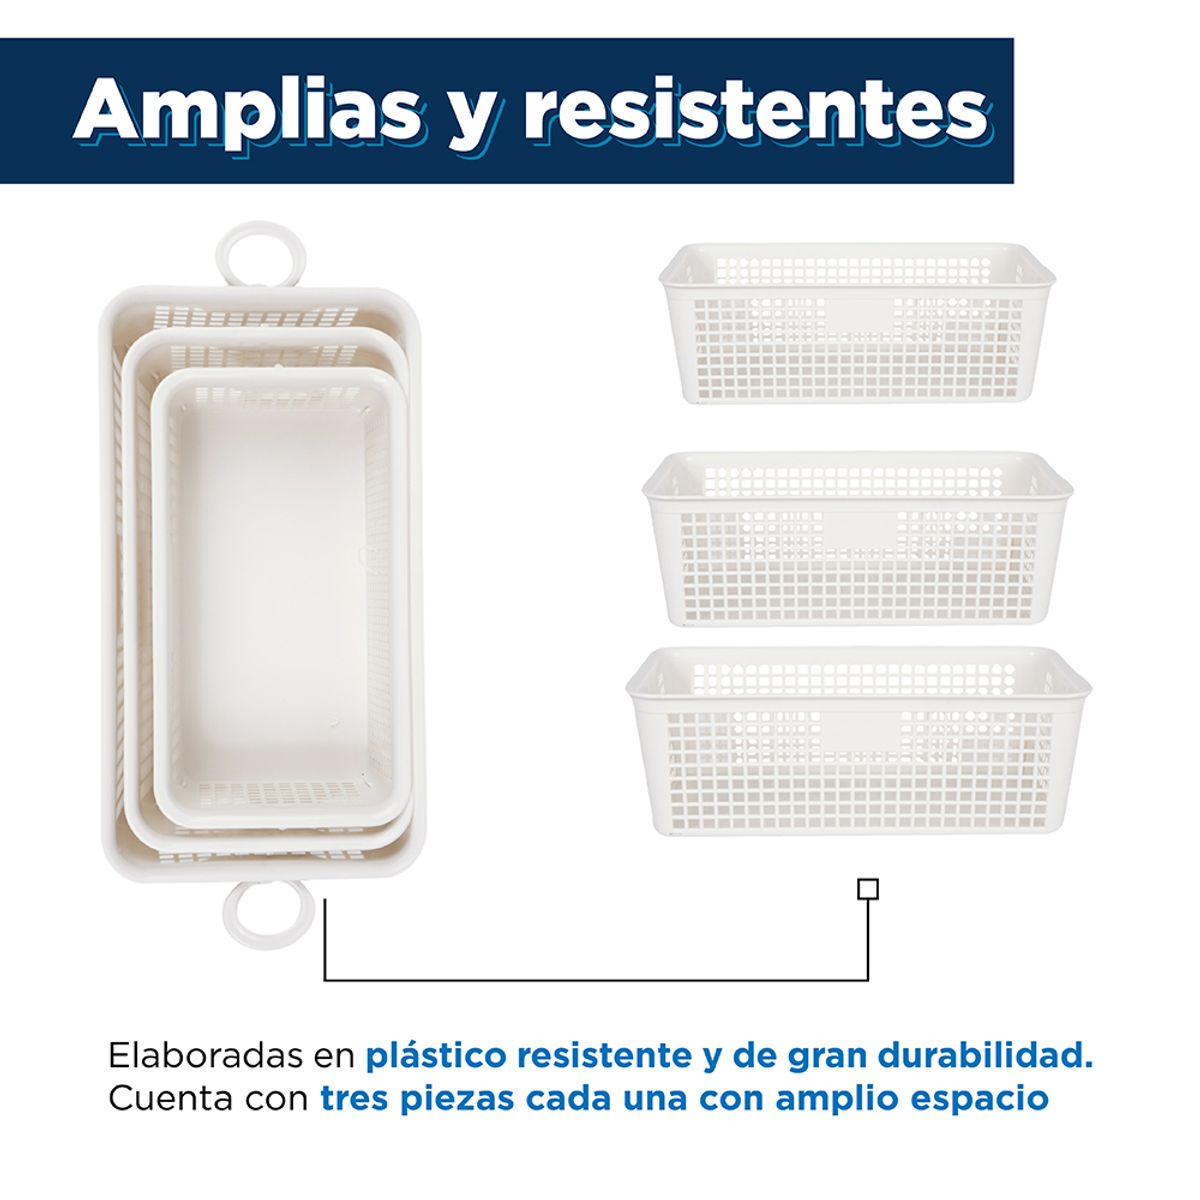 Amplias y resistentes
Elaboradas en plástico resistente y de gran durabilidad.
Cuenta con tres piezas cada una con amplio espacio